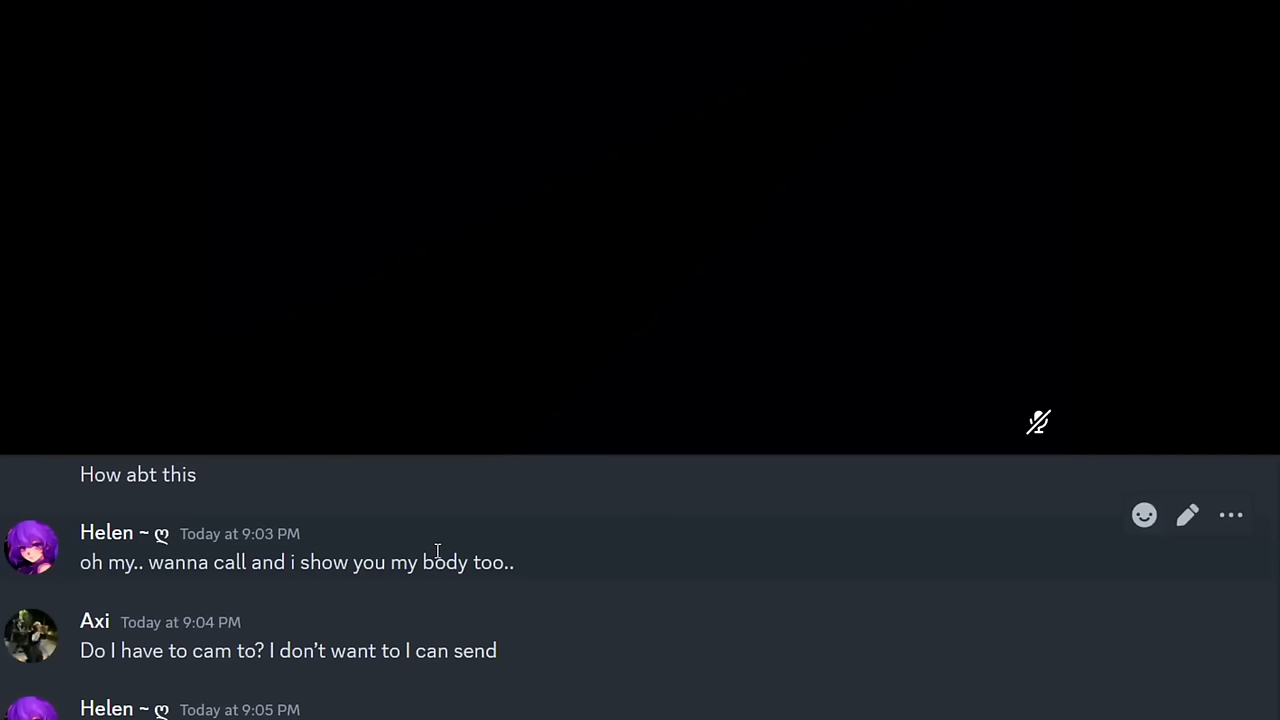 How abt this
Helen ~ ღ Today at 9:03 PM
oh my.. wanna call and i show you my body too..
Axi Today at 9:04 PM
Do I have to cam to? I don’t want to I can send
Helen ~ ღ Today at 9:05 PM